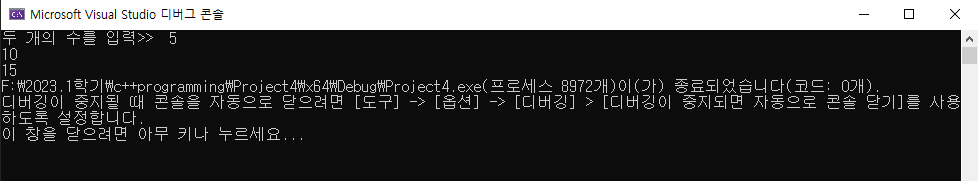 Microsoft Visual Studio 디버그 콘솔
두 개의 수를 입력>>  5
10
15
F:₩2023.1학기₩c++programming₩Project4₩x64₩Debug₩Project4.exe(프로세스 8972개)이(가) 종료되었습니다(코드: 0개).
디버깅이 중지될 때 콘솔을 자동으로 닫으려면 [도구] -> [옵션] -> [디버깅] > [디버깅이 중지되면 자동으로 콘솔 닫기]를 사용
하도록 설정합니다.
이 창을 닫으려면 아무 키나 누르세요...